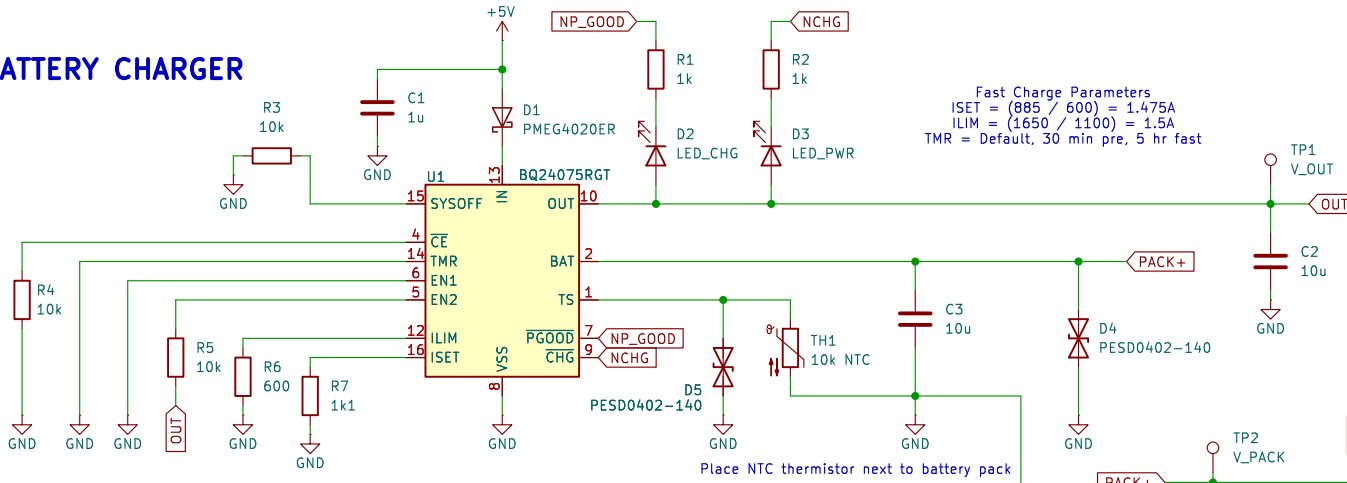 +5V
NP_GOOD
NCHG
ATTERY CHARGER
R1
1k
R2
1k
Fast Charge Parameters
ISET = (885 / 600) = 1.475A
ILIM = (1650 / 1100) = 1.5A
TMR = Default, 30 min pre, 5 hr fast
R3
10k
C1
1u
D1
PMEG4020ER
D2
LED_CHG
D3
LED_PWR
TP1
V_OUT
GND
GND
U1
BQ24075RGT
13
IN
15
SYSOFF
OUT
10
OUT
4
CE
14
TMR
BAT
2
PACK+
C2
10u
6
EN1
5
EN2
TS
1
R4
10k
C3
10u
GND
12
ILIM
PGOOD
7
NP_GOOD
16
ISET
CHG
9
NCHG
VSS
8
TH1
10k NTC
D4
PESD0402-140
R5
10k
R6
600
R7
1k1
D5
PESD0402-140
OUT
GND
GND
GND
GND
GND
GND
GND
GND
GND
TP2
V_PACK
Place NTC thermistor next to battery pack
PACK+